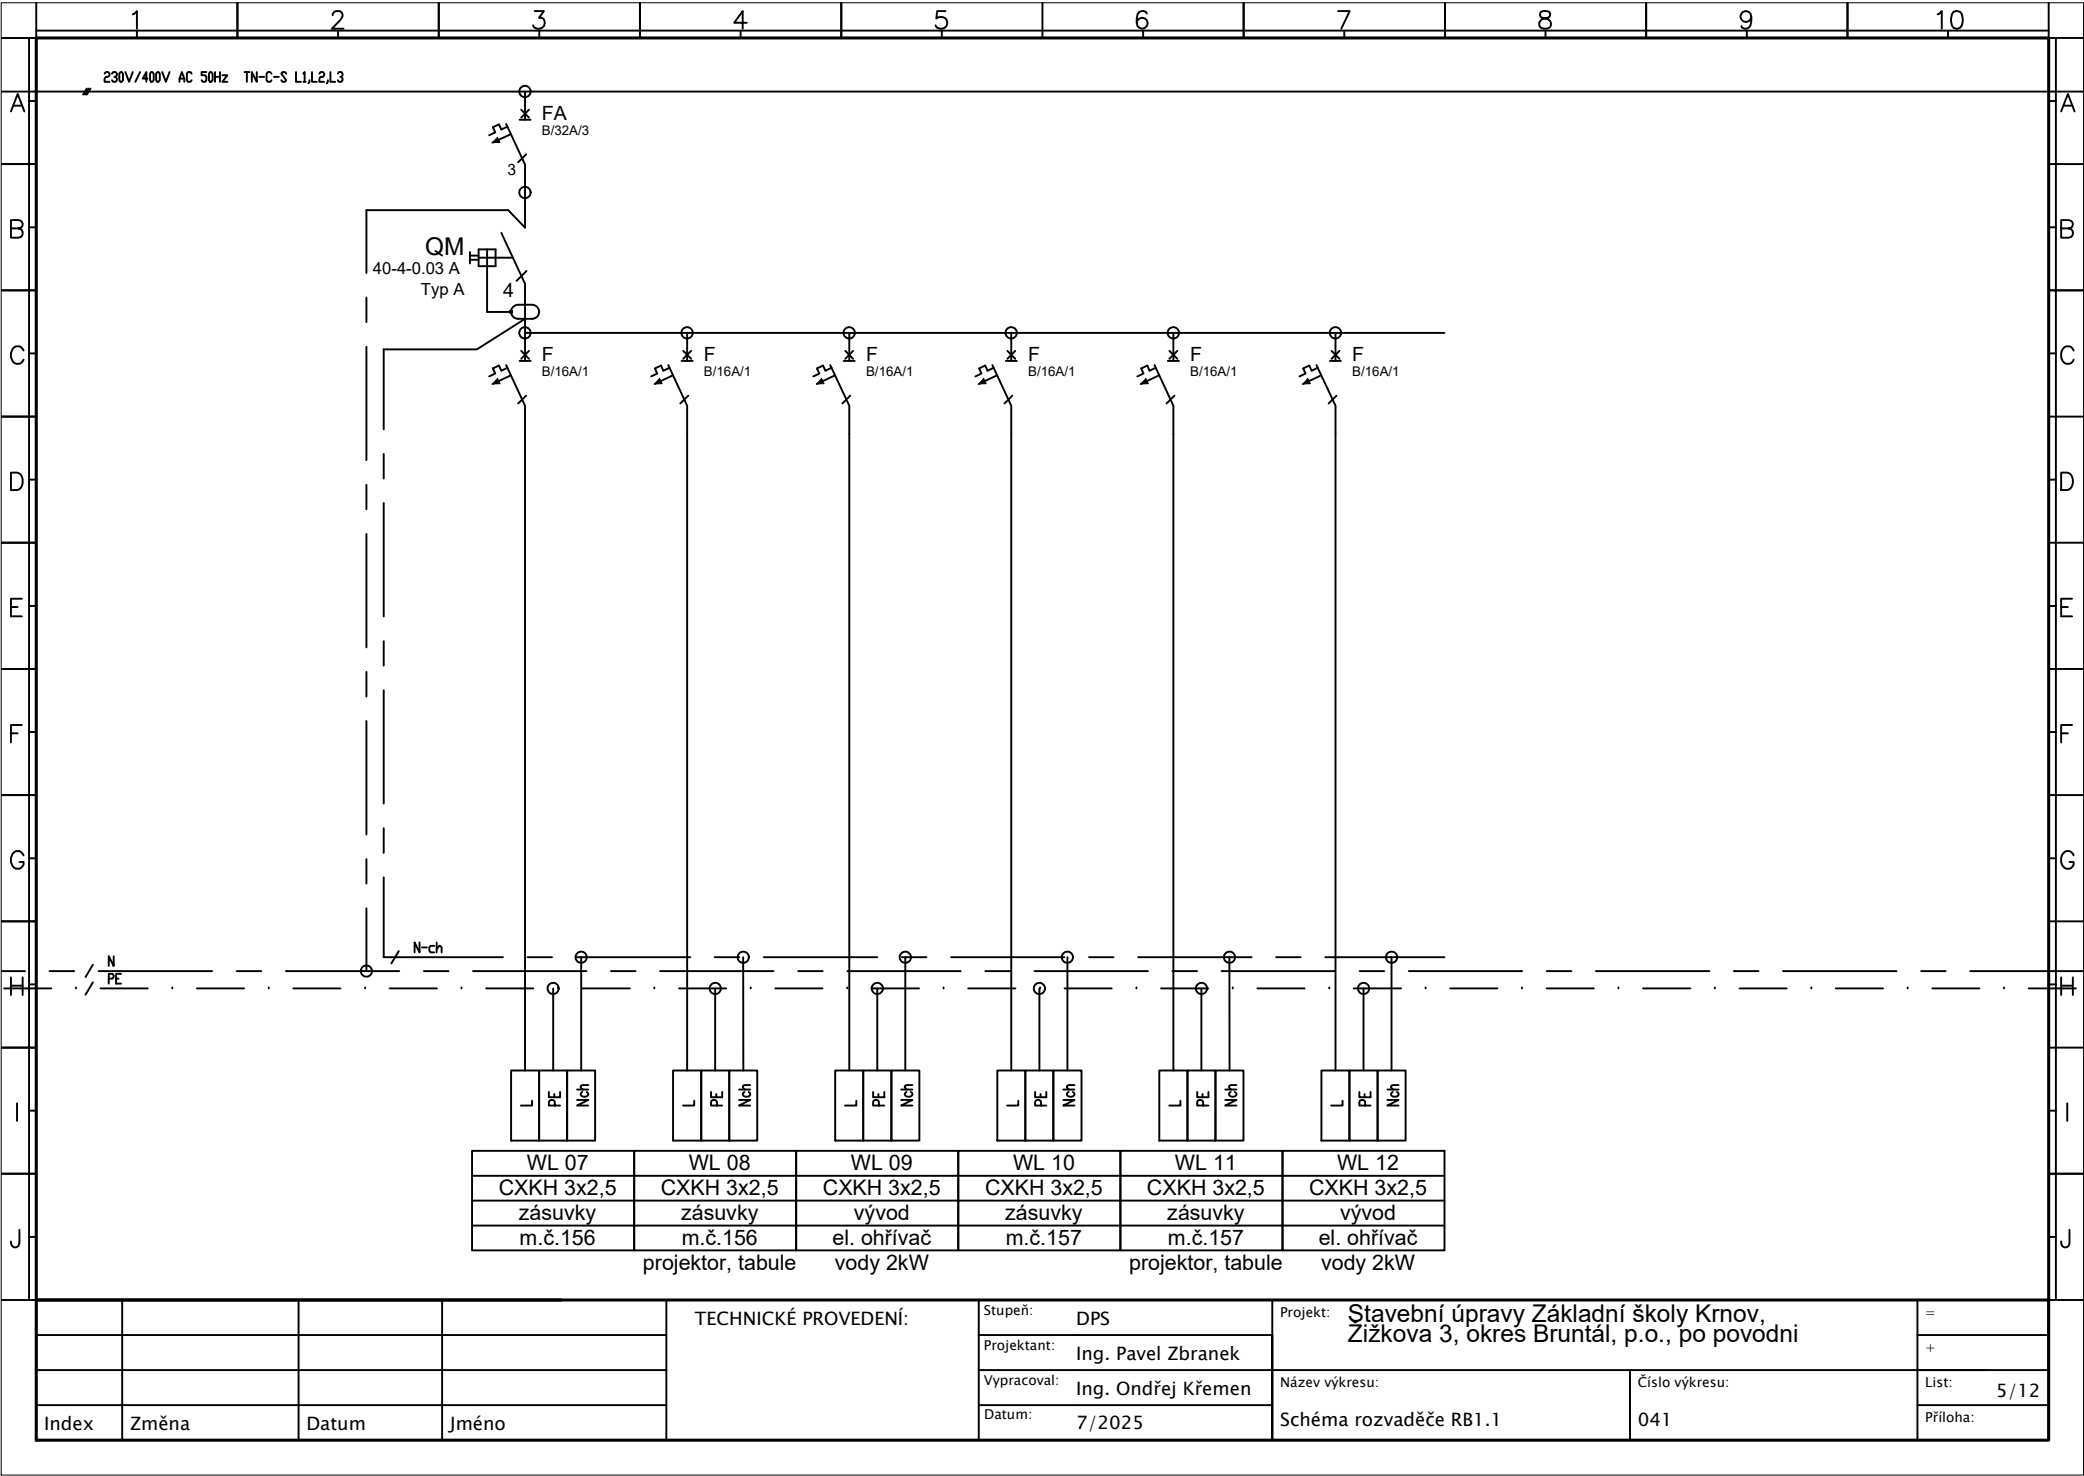 1 2 3 4 5 6 7 8 9 10
230V/400V AC 50Hz TN-C-S L1,L2,L3
A A
FA
B/32A/3
3
B B
QM
40-4-0.03 A
Typ A
4
C C
F F F F F F
B/16A/1 B/16A/1 B/16A/1 B/16A/1 B/16A/1 B/16A/1
D D
E E
F F
G G
N-ch
N
PE
H H
L PE Nch L PE Nch L PE Nch L PE Nch L PE Nch L PE Nch
I I
WL 07 WL 08 WL 09 WL 10 WL 11 WL 12
CXKH 3x2,5 CXKH 3x2,5 CXKH 3x2,5 CXKH 3x2,5 CXKH 3x2,5 CXKH 3x2,5
zásuvky zásuvky vývod zásuvky zásuvky vývod
J m.č.156 m.č.156 el. ohřívač m.č.157 m.č.157 el. ohřívač J
projektor, tabule vody 2kW projektor, tabule vody 2kW
TECHNICKÉ PROVEDENÍ:
Stupeň: DPS
Projektant: Ing. Pavel Zbranek
Vypracoval: Ing. Ondřej Křemen
Datum: 7/2025
Projekt: Stavební úpravy Základní školy Krnov,
Žižkova 3, okres Bruntál, p.o., po povodni
=
+
Název výkresu:
Schéma rozvaděče RB1.1
Číslo výkresu:
041
List: 5/12
Příloha:
Index Změna Datum Jméno